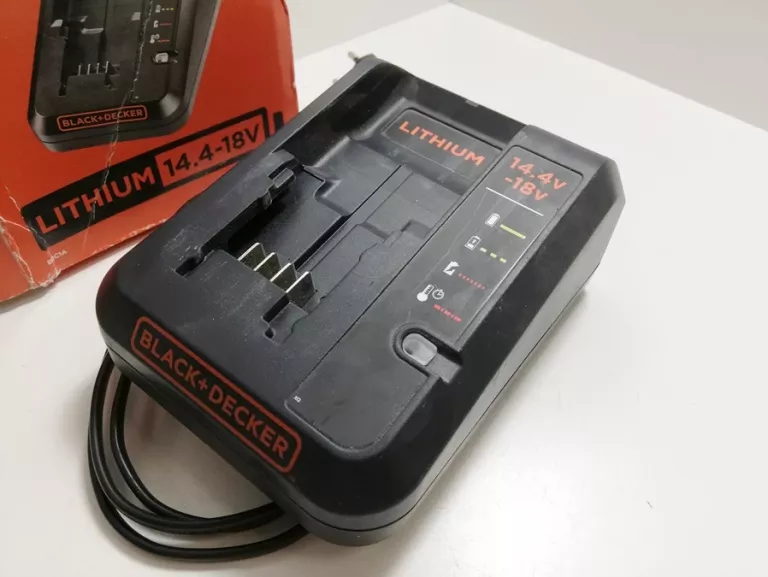 BLACK+DECKER
LITHIUM 14.4-18V
LITHIUM
14.4V
-18V
BLACK+DECKER